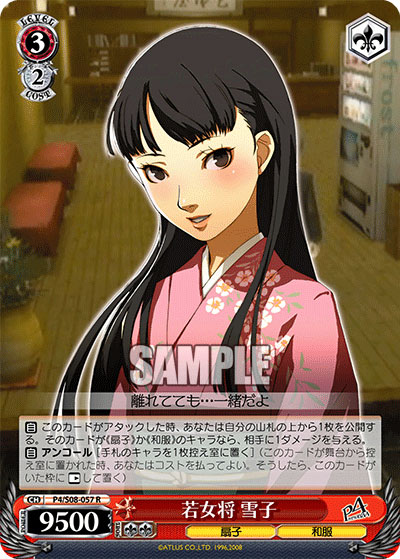 LEVEL
3
2
COST
SAMPLE
離れてても…一緒だよ
自 このカードがアタックした時、あなたは自分の山札の上から1枚を公開する。そのカードが《扇子》か《和服》のキャラなら、相手に1ダメージを与える。
自 アンコール [手札のキャラを1枚控え室に置く] (このカードが舞台から控え室に置かれた時、あなたはコストを払ってよい。そうしたら、このカードがいた枠に□して置く)
CH P4/S08-057 R
若女将 雪子
POWER
9500
扇子 和服
P4
©ATLUS CO.,LTD. 1996,2008